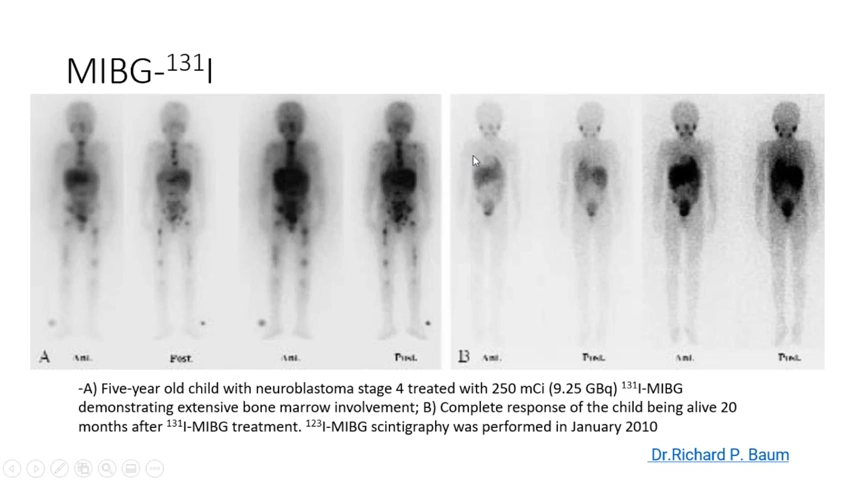 MIBG-¹³¹I
A Ant. Post. Ant. Post.
B Ant. Post. Ant. Post.
-A) Five-year old child with neuroblastoma stage 4 treated with 250 mCi (9.25 GBq) ¹³¹I-MIBG
demonstrating extensive bone marrow involvement; B) Complete response of the child being alive 20
months after ¹³¹I-MIBG treatment. ¹²³I-MIBG scintigraphy was performed in January 2010
Dr.Richard P. Baum